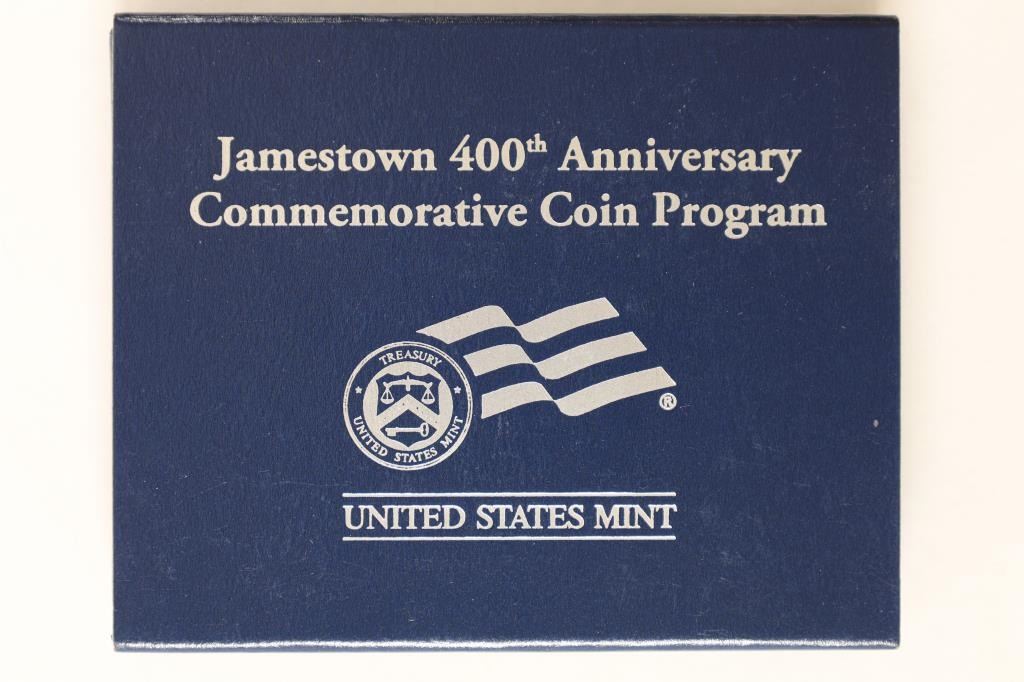 Jamestown 400th Anniversary
Commemorative Coin Program
TREASURY
UNITED STATES MINT
®
UNITED STATES MINT